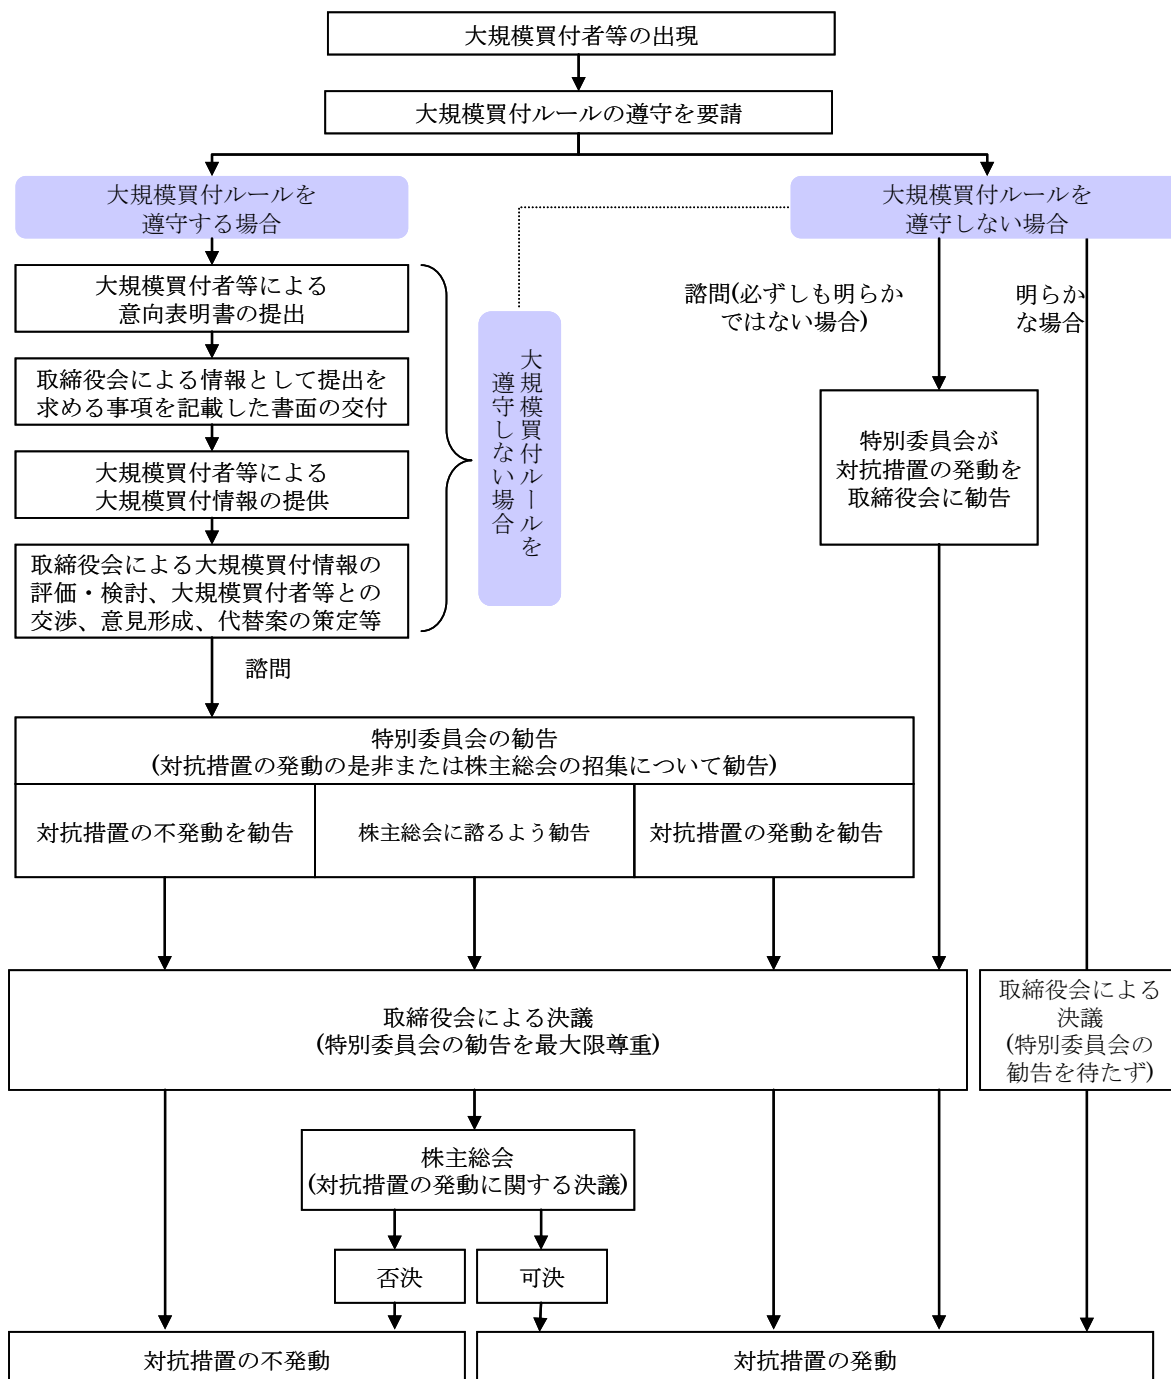 大規模買付者等の出現
大規模買付ルールの遵守を要請
大規模買付ルールを
遵守する場合
大規模買付ルールを
遵守しない場合
大規模買付者等による
意向表明書の提出
取締役会による情報として提出を
求める事項を記載した書面の交付
大規模買付者等による
大規模買付情報の提供
取締役会による大規模買付情報の
評価・検討、大規模買付者等との
交渉、意見形成、代替案の策定等
大規模買付ルールを
遵守しない場合
諮問(必ずしも明らか
ではない場合)
明らか
な場合
特別委員会が
対抗措置の発動を
取締役会に勧告
諮問
特別委員会の勧告
(対抗措置の発動の是非または株主総会の招集について勧告)
対抗措置の不発動を勧告
株主総会に諮るよう勧告
対抗措置の発動を勧告
取締役会による決議
(特別委員会の勧告を最大限尊重)
取締役会による
決議
(特別委員会の
勧告を待たず)
株主総会
(対抗措置の発動に関する決議)
否決
可決
対抗措置の不発動
対抗措置の発動